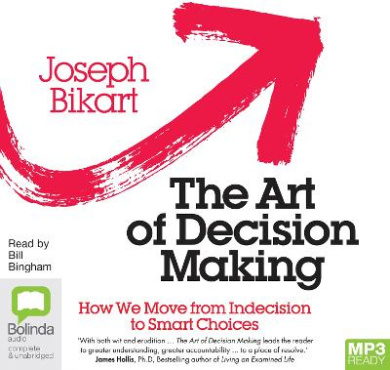 Joseph
Bikart
The Art
of Decision
Making
Read by
Bill
Bingham
How We Move from Indecision
to Smart Choices
Bolinda
audio
complete
& unabridged
'With both wit and erudition ... The Art of Decision Making leads the reader
to greater understanding, greater accountability ... to a place of resolve.'
James Hollis, Ph.D, Bestselling author of Living an Examined Life
MP3
READY